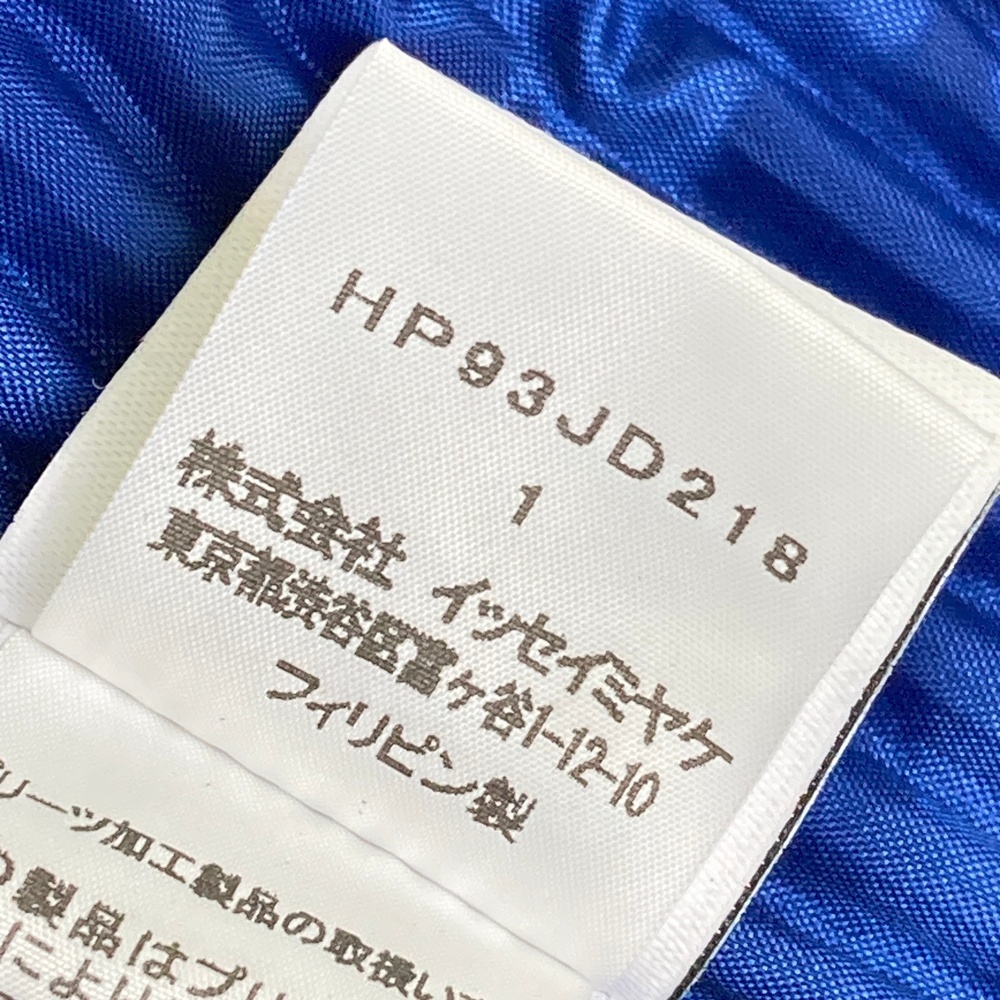 HP93JD218
1
株式会社 イッセイミヤケ
東京都渋谷区富ヶ谷1-12-10
フィリピン製
リーツ加工製品の取扱い
の製品はプリ
により